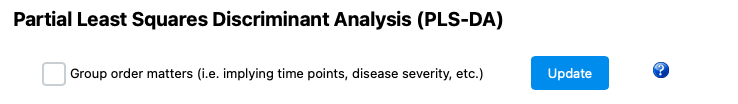 Partial Least Squares Discriminant Analysis (PLS-DA)
Group order matters (i.e. implying time points, disease severity, etc.) Update ?